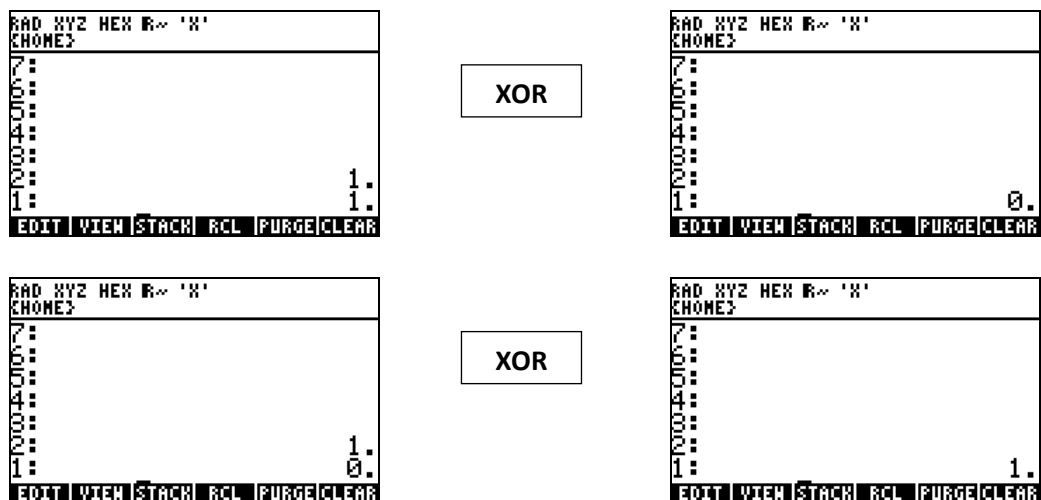 RAD XYZ HEX R~ 'X'
{HOME}
7:
6:
5:
4:
3:
2: 1.
1: 1.
EDIT VIEW STACK RCL PURGE CLEAR
XOR
RAD XYZ HEX R~ 'X'
{HOME}
7:
6:
5:
4:
3:
2:
1: 0.
EDIT VIEW STACK RCL PURGE CLEAR
RAD XYZ HEX R~ 'X'
{HOME}
7:
6:
5:
4:
3:
2: 1.
1: 0.
EDIT VIEW STACK RCL PURGE CLEAR
XOR
RAD XYZ HEX R~ 'X'
{HOME}
7:
6:
5:
4:
3:
2:
1: 1.
EDIT VIEW STACK RCL PURGE CLEAR